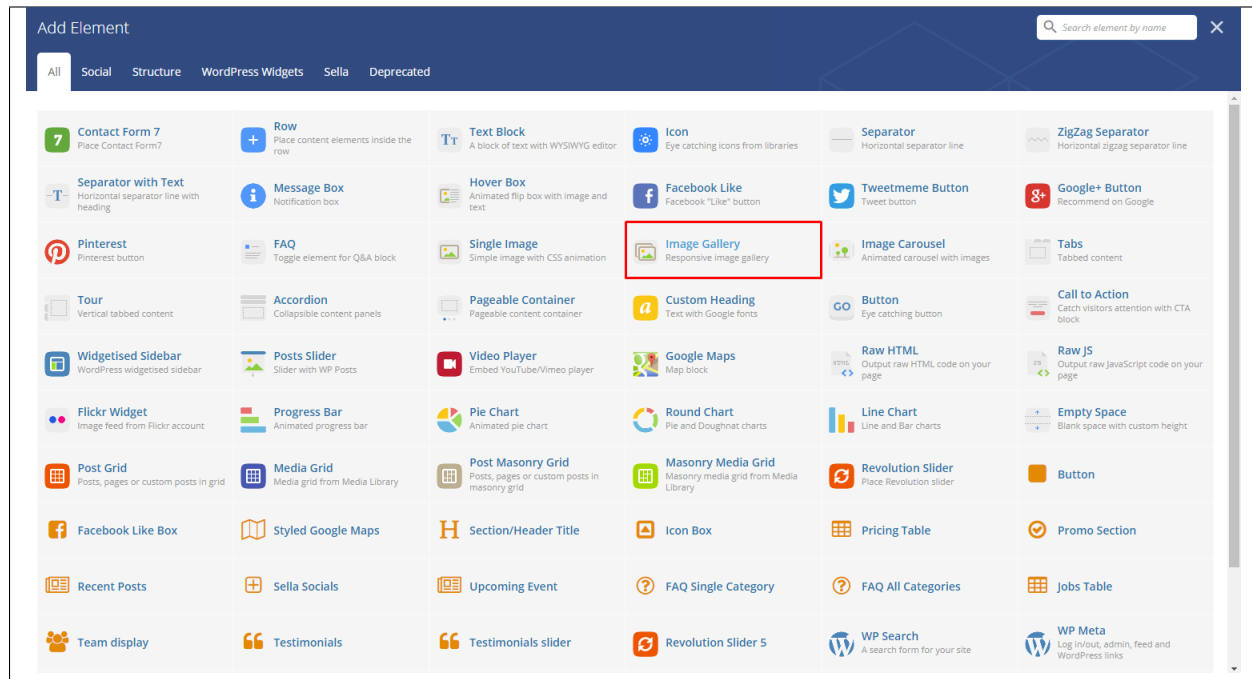 Add Element
Search element by name
All Social Structure WordPress Widgets Sella Deprecated
7
Contact Form 7
Place Contact Form7
Row
Place content elements inside the
row
TT
Text Block
A block of text with WYSIWYG editor
Icon
Eye catching icons from libraries
Separator
Horizontal separator line
ZigZag Separator
Horizontal zigzag separator line
T
Separator with Text
Horizontal separator line with
heading
Message Box
Notification box
Hover Box
Animated flip box with image and
text
Facebook Like
Facebook "Like" button
Tweetmeme Button
Tweet button
8+
Google+ Button
Recommend on Google
Pinterest
Pinterest button
FAQ
Toggle element for Q&A block
Single Image
Simple image with CSS animation
Image Gallery
Responsive image gallery
Image Carousel
Animated carousel with images
Tabs
Tabbed content
Tour
Vertical tabbed content
Accordion
Collapsible content panels
Pageable Container
Pageable content container
a
Custom Heading
Text with Google fonts
GO
Button
Eye catching button
Call to Action
Catch visitors attention with CTA
block
Widgetised Sidebar
WordPress widgetised sidebar
Posts Slider
Slider with WP Posts
Video Player
Embed YouTube/Vimeo player
Google Maps
Map block
HTML
Raw HTML
Output raw HTML code on your
page
JS
Raw JS
Output raw JavaScript code on your
page
Flickr Widget
Image feed from Flickr account
Progress Bar
Animated progress bar
Pie Chart
Animated pie chart
Round Chart
Pie and Doughnat charts
Line Chart
Line and Bar charts
Empty Space
Blank space with custom height
Post Grid
Posts, pages or custom posts in grid
Media Grid
Media grid from Media Library
Post Masonry Grid
Posts, pages or custom posts in
masonry grid
Masonry Media Grid
Masonry media grid from Media
Library
Revolution Slider
Place Revolution slider
Button
Facebook Like Box
Styled Google Maps
H
Section/Header Title
Icon Box
Pricing Table
Promo Section
Recent Posts
Sella Socials
Upcoming Event
?
FAQ Single Category
?
FAQ All Categories
Jobs Table
Team display
Testimonials
Testimonials slider
Revolution Slider 5
WP Search
A search form for your site
WP Meta
Log in/out, admin, feed and
WordPress links